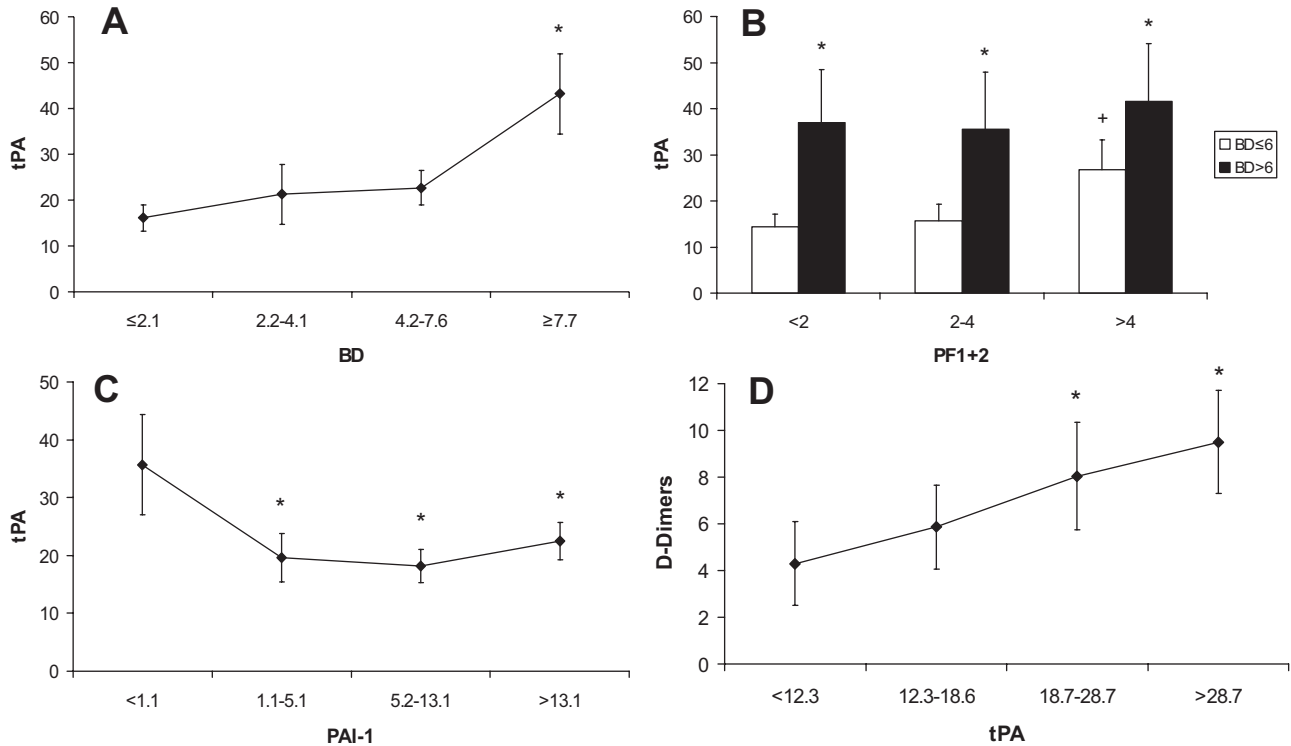 A
60
50
40
30
20
10
0
tPA
*
≤2.1 2.2-4.1 4.2-7.6 ≥7.7
BD
B
60
50
40
30
20
10
0
tPA
* * + *
<2 2-4 >4
PF1+2
BD≤6
BD>6
C
50
40
30
20
10
0
tPA
* * *
<1.1 1.1-5.1 5.2-13.1 >13.1
PAI-1
D
12
10
8
6
4
2
0
D-Dimers
* *
<12.3 12.3-18.6 18.7-28.7 >28.7
tPA